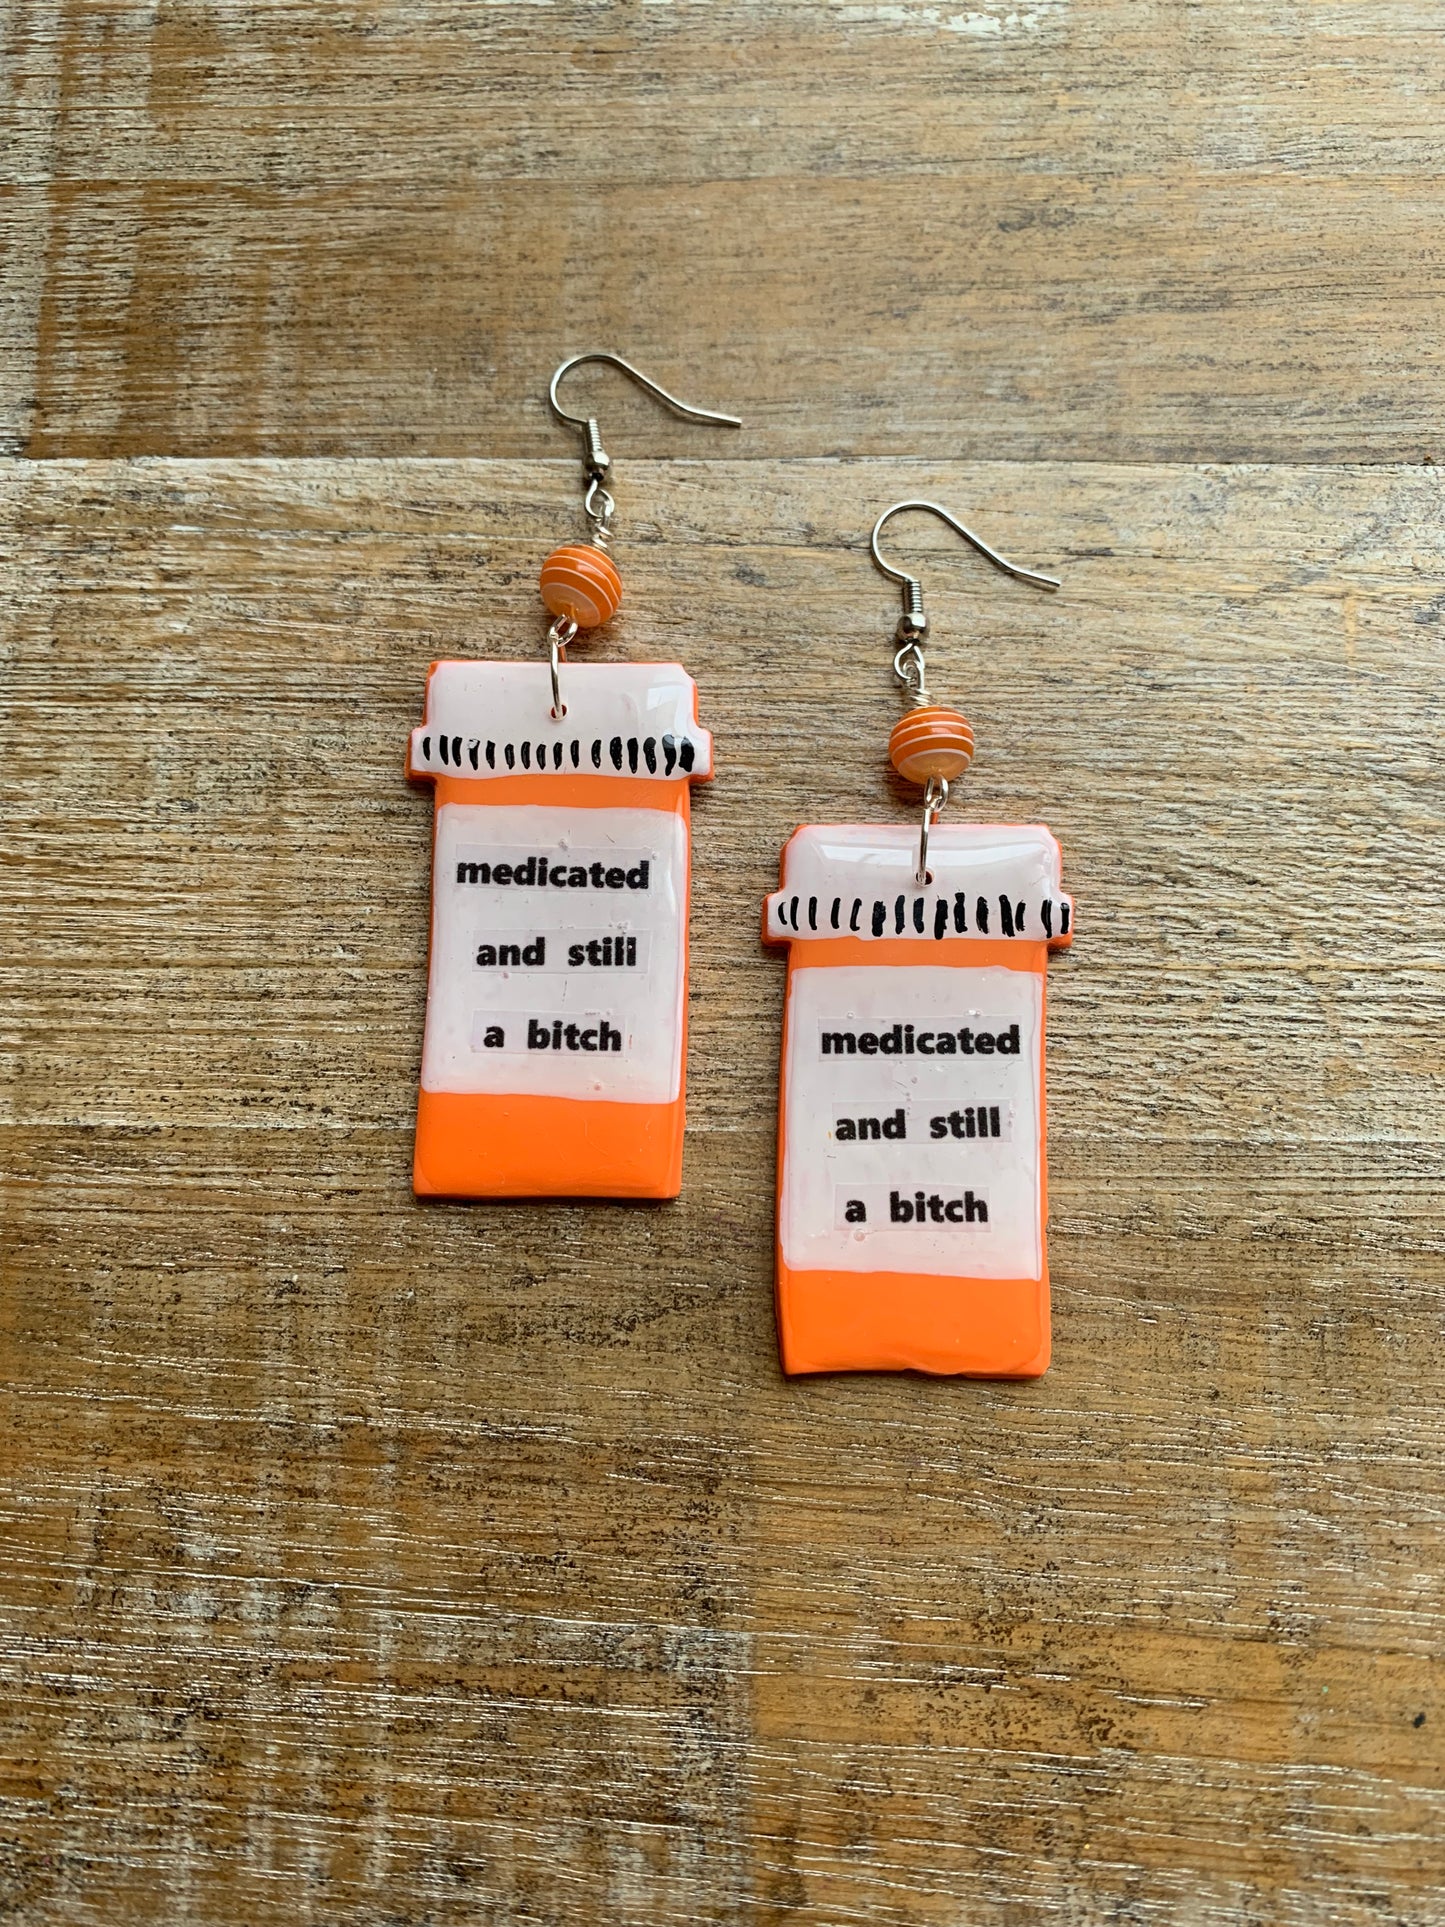 medicated
and still
a bitch
medicated
and still
a bitch